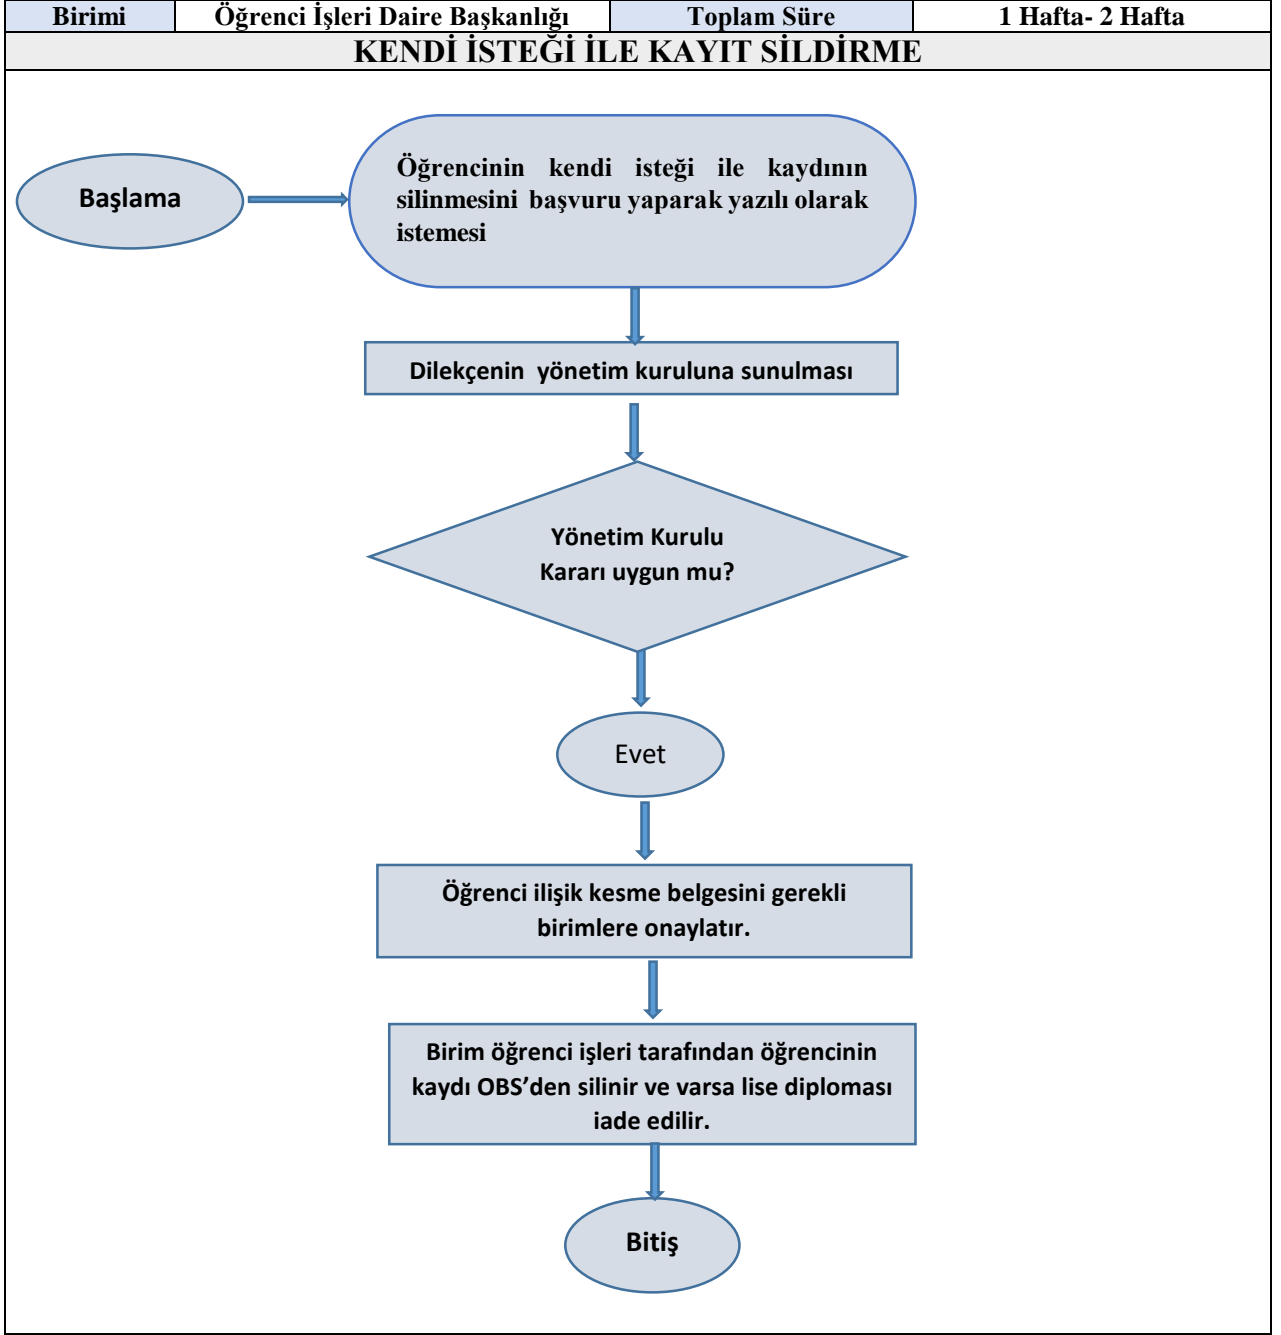 Birimi Öğrenci İşleri Daire Başkanlığı Toplam Süre 1 Hafta- 2 Hafta
KENDİ İSTEĞİ İLE KAYIT SİLDİRME
Başlama
Öğrencinin kendi isteği ile kaydının
silinmesini başvuru yaparak yazılı olarak
istemesi
Dilekçenin yönetim kuruluna sunulması
Yönetim Kurulu
Kararı uygun mu?
Evet
Öğrenci ilişik kesme belgesini gerekli
birimlere onaylatır.
Birim öğrenci işleri tarafından öğrencinin
kaydı OBS’den silinir ve varsa lise diploması
iade edilir.
Bitiş